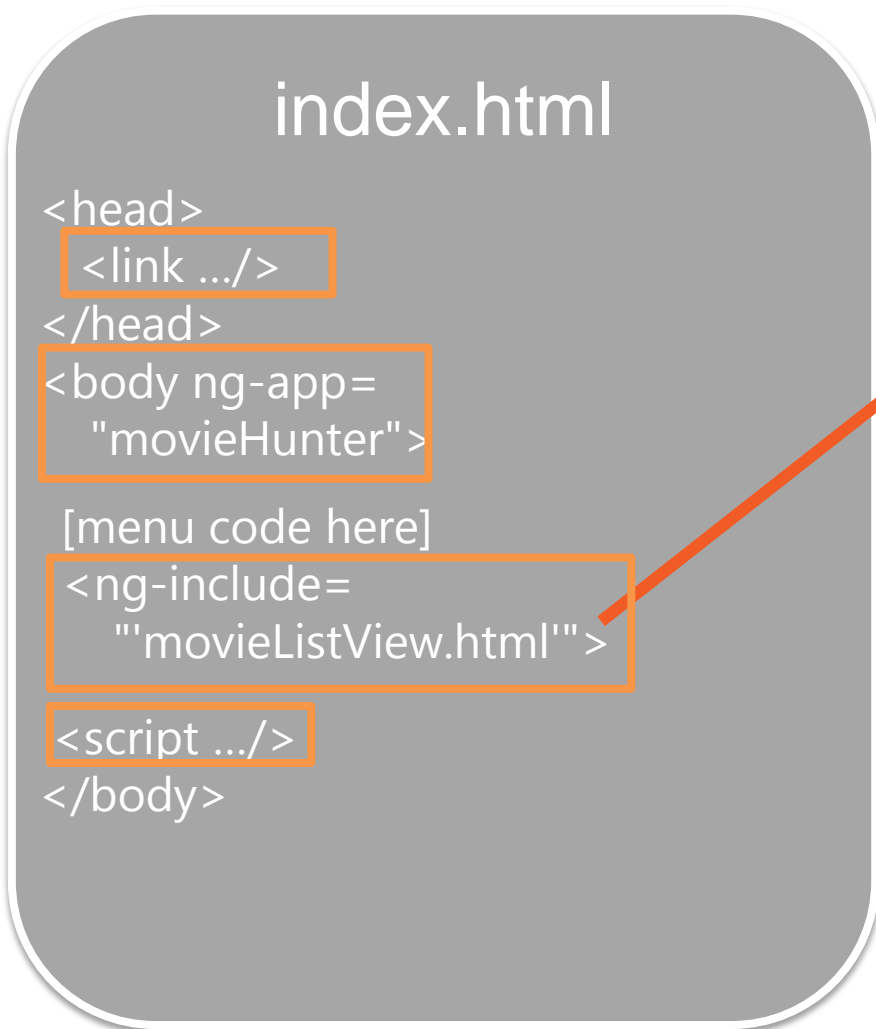 index.html
<head>
<link …/>
</head>
<body ng-app=
"movieHunter">
[menu code here]
<ng-include=
"'movieListView.html'">
<script …/>
</body>